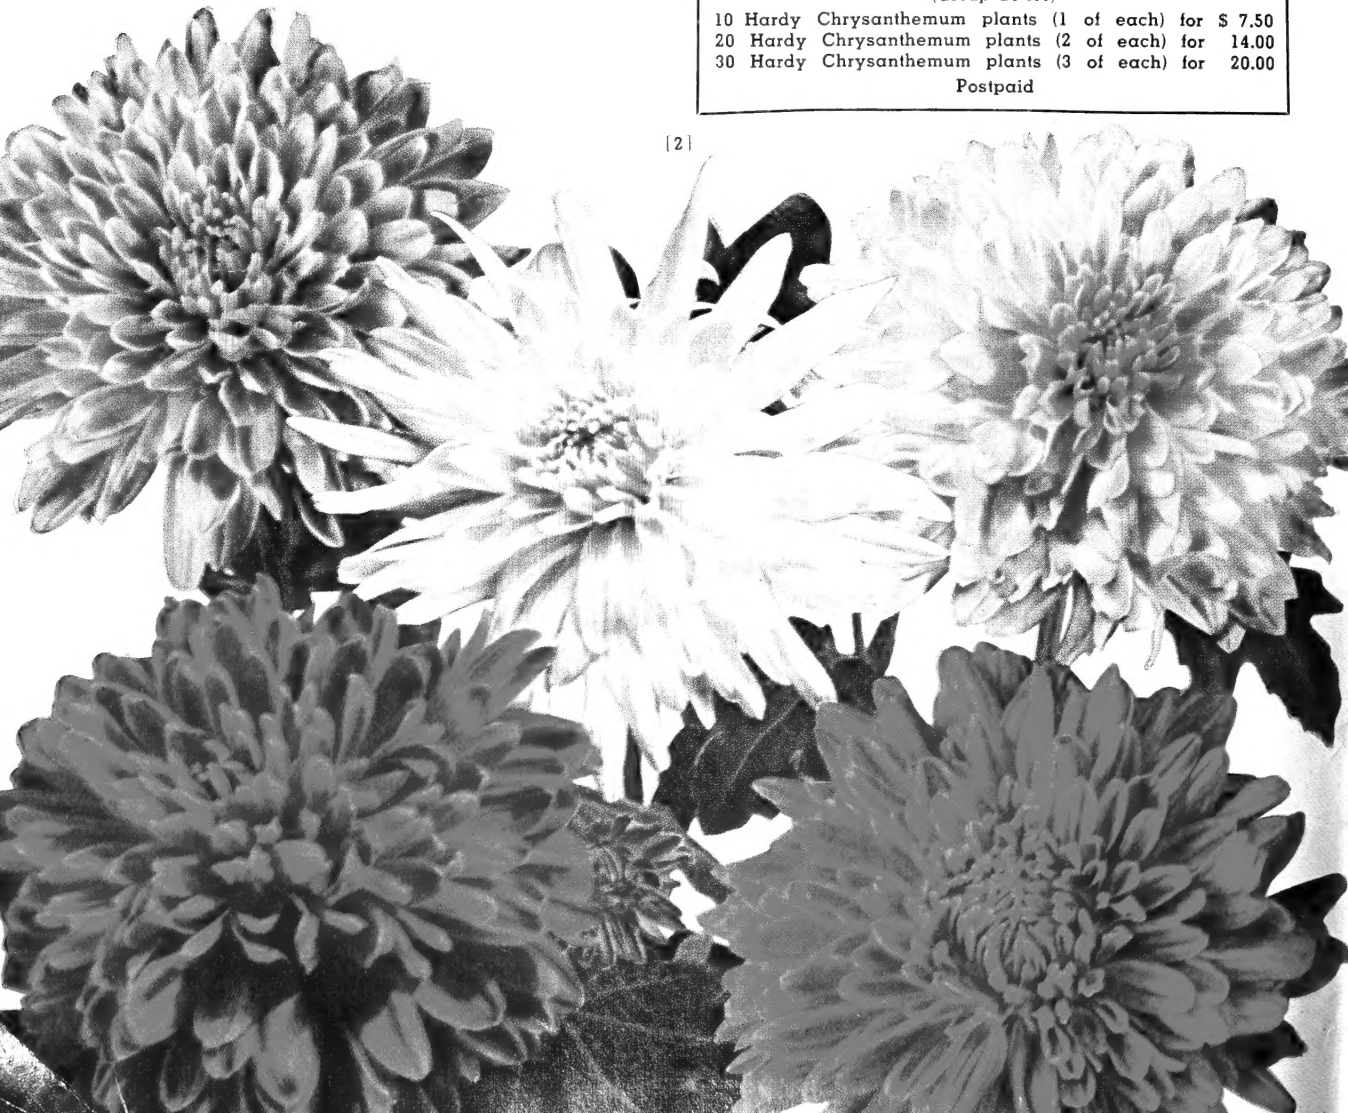 10 Hardy Chrysanthemum plants (1 of each) for $ 7.50
20 Hardy Chrysanthemum plants (2 of each) for 14.00
30 Hardy Chrysanthemum plants (3 of each) for 20.00
Postpaid
[2]